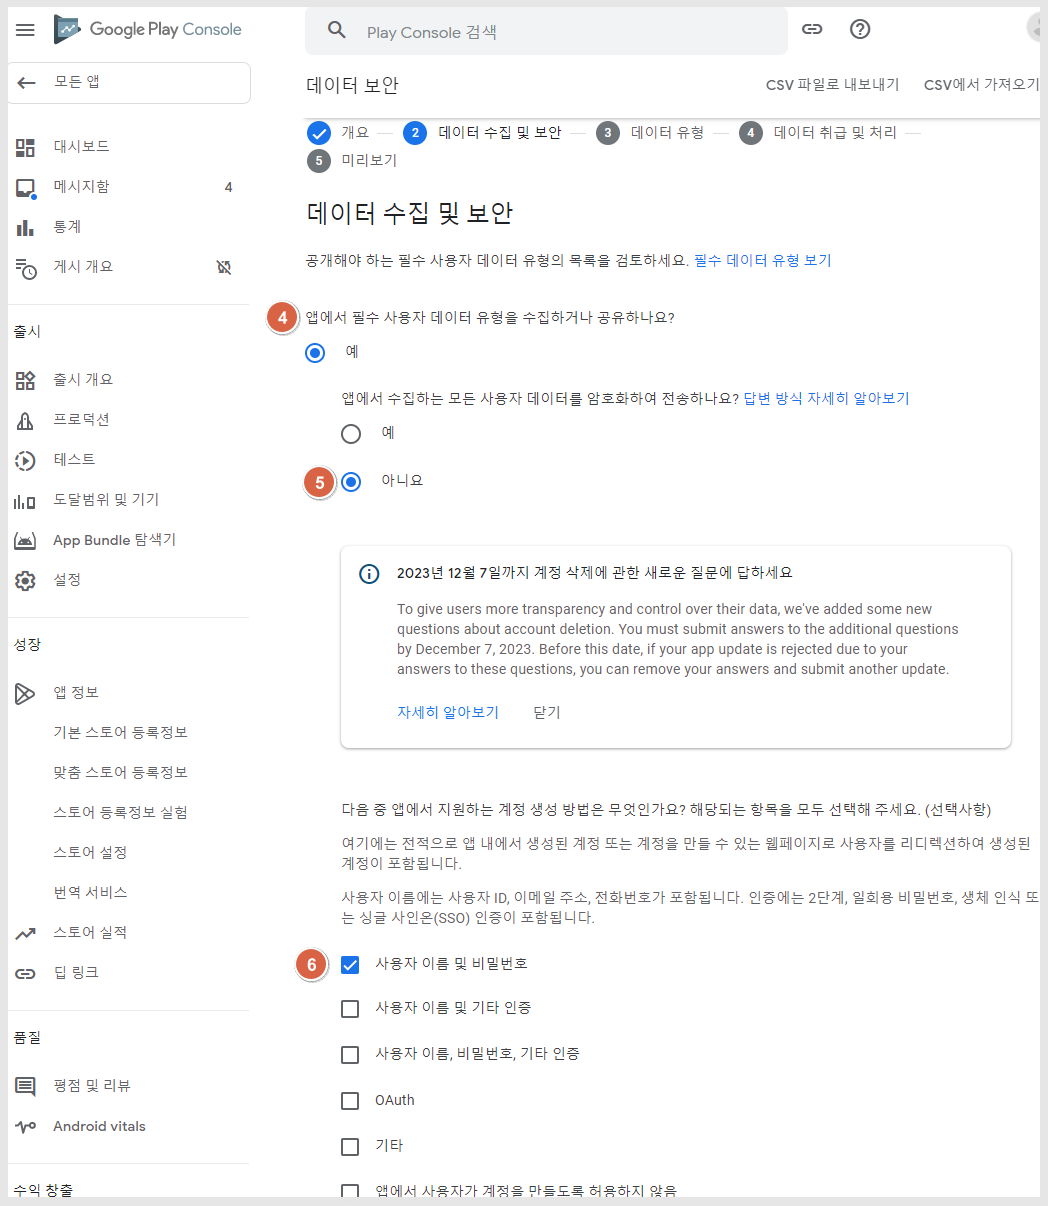 Google Play Console
Play Console 검색
모든 앱
데이터 보안
CSV 파일로 내보내기
CSV에서 가져오기
개요
2 데이터 수집 및 보안
3 데이터 유형
4 데이터 취급 및 처리
5 미리보기
대시보드
메시지함 4
통계
게시 개요
출시
출시 개요
프로덕션
테스트
도달범위 및 기기
App Bundle 탐색기
설정
성장
앱 정보
기본 스토어 등록정보
맞춤 스토어 등록정보
스토어 등록정보 실험
스토어 설정
번역 서비스
스토어 실적
딥 링크
품질
평점 및 리뷰
Android vitals
수익 창출
데이터 수집 및 보안
공개해야 하는 필수 사용자 데이터 유형의 목록을 검토하세요. 필수 데이터 유형 보기
4 앱에서 필수 사용자 데이터 유형을 수집하거나 공유하나요?
예
앱에서 수집하는 모든 사용자 데이터를 암호화하여 전송하나요? 답변 방식 자세히 알아보기
예
5 아니요
2023년 12월 7일까지 계정 삭제에 관한 새로운 질문에 답하세요
To give users more transparency and control over their data, we've added some new
questions about account deletion. You must submit answers to the additional questions
by December 7, 2023. Before this date, if your app update is rejected due to your
answers to these questions, you can remove your answers and submit another update.
자세히 알아보기 닫기
다음 중 앱에서 지원하는 계정 생성 방법은 무엇인가요? 해당되는 항목을 모두 선택해 주세요. (선택사항)
여기에는 전적으로 앱 내에서 생성된 계정 또는 계정을 만들 수 있는 웹페이지로 사용자를 리디렉션하여 생성된
계정이 포함됩니다.
사용자 이름에는 사용자 ID, 이메일 주소, 전화번호가 포함됩니다. 인증에는 2단계, 일회용 비밀번호, 생체 인식 또
는 싱글 사인온(SSO) 인증이 포함됩니다.
6 사용자 이름 및 비밀번호
사용자 이름 및 기타 인증
사용자 이름, 비밀번호, 기타 인증
OAuth
기타
앱에서 사용자가 계정을 만들도록 허용하지 않음